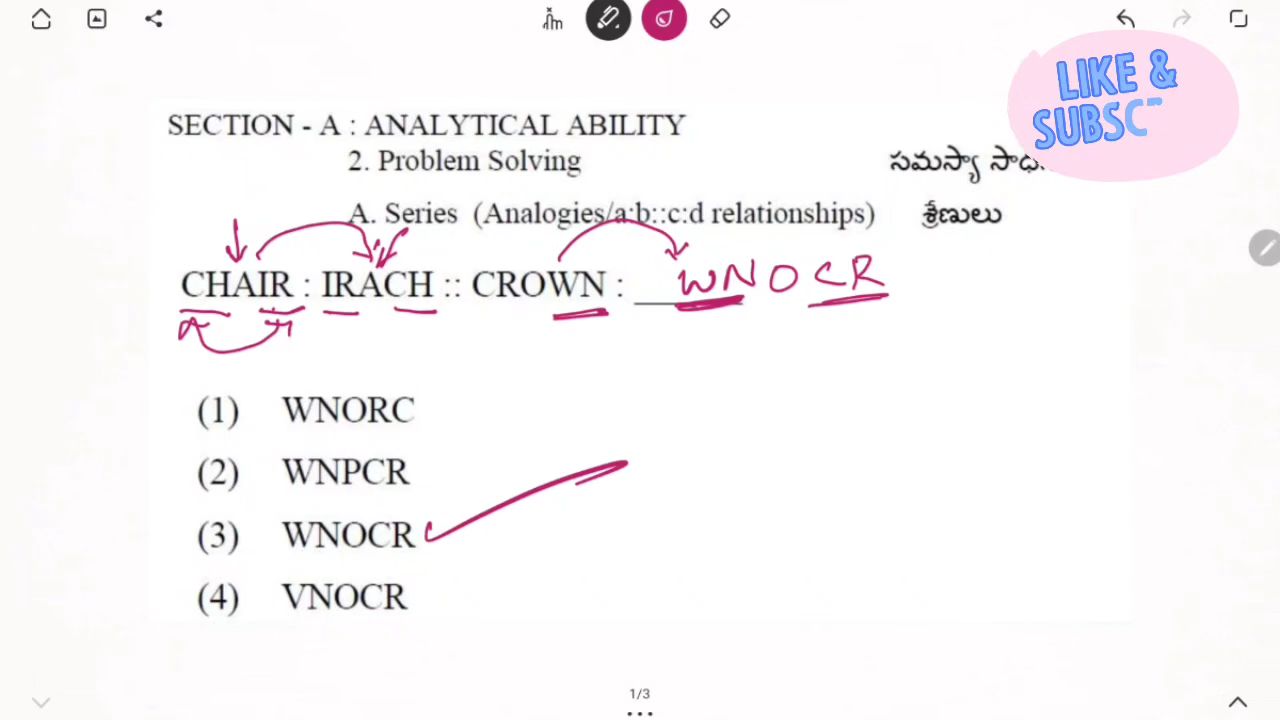 LIKE &
SUBSC
SECTION - A : ANALYTICAL ABILITY
2. Problem Solving సమస్యా
A. Series (Analogies/a:b::c:d relationships) శ్రేణులు
CHAIR : IRACH :: CROWN : WNOCR
(1) WNORC
(2) WNPCR
(3) WNOCR
(4) VNOCR
1/3